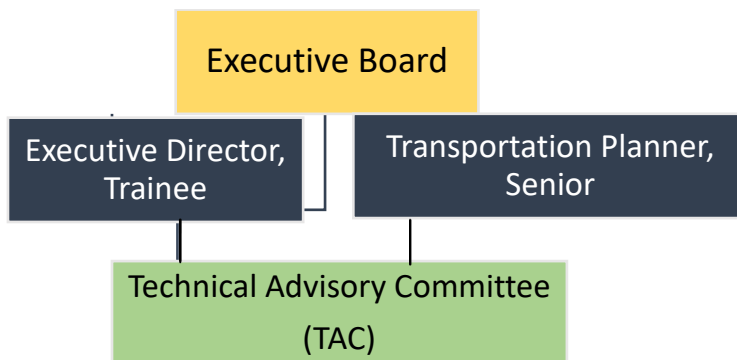 Executive Board
Executive Director,
Trainee
Transportation Planner,
Senior
Technical Advisory Committee
(TAC)